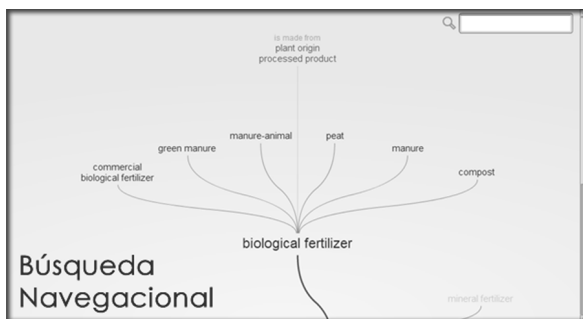 is made from
plant origin
processed product
manure-animal
peat
green manure
manure
commercial
biological fertilizer
compost
biological fertilizer
Búsqueda
Navegacional
mineral fertilizer